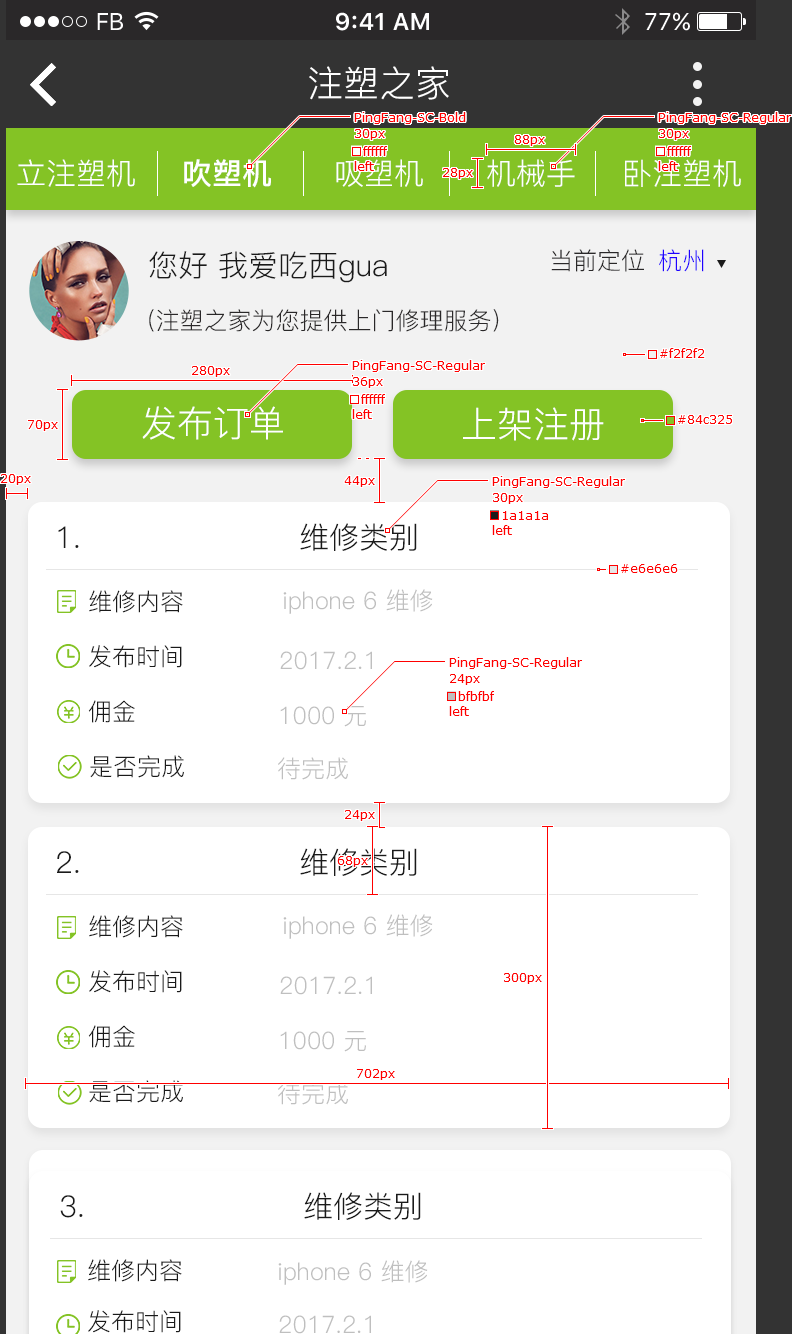 FB 9:41 AM 77%
注塑之家
PingFang-SC-Bold
30px
ffffff
left
88px
28px
PingFang-SC-Regular
30px
ffffff
left
立注塑机 吹塑机 吸塑机 机械手 卧注塑机
您好 我爱吃西gua
当前定位 杭州
(注塑之家为您提供上门修理服务)
#f2f2f2
280px
PingFang-SC-Regular
36px
ffffff
left
70px
发布订单 上架注册
#84c325
20px
44px
PingFang-SC-Regular
30px
1a1a1a
left
1. 维修类别
#e6e6e6
维修内容 iphone 6 维修
发布时间 2017.2.1
PingFang-SC-Regular
24px
bfbfbf
left
佣金 1000 元
是否完成 待完成
24px
2. 维修类别
68px
维修内容 iphone 6 维修
发布时间 2017.2.1
300px
佣金 1000 元
702px
是否完成 待完成
3. 维修类别
维修内容 iphone 6 维修
发布时间 2017.2.1